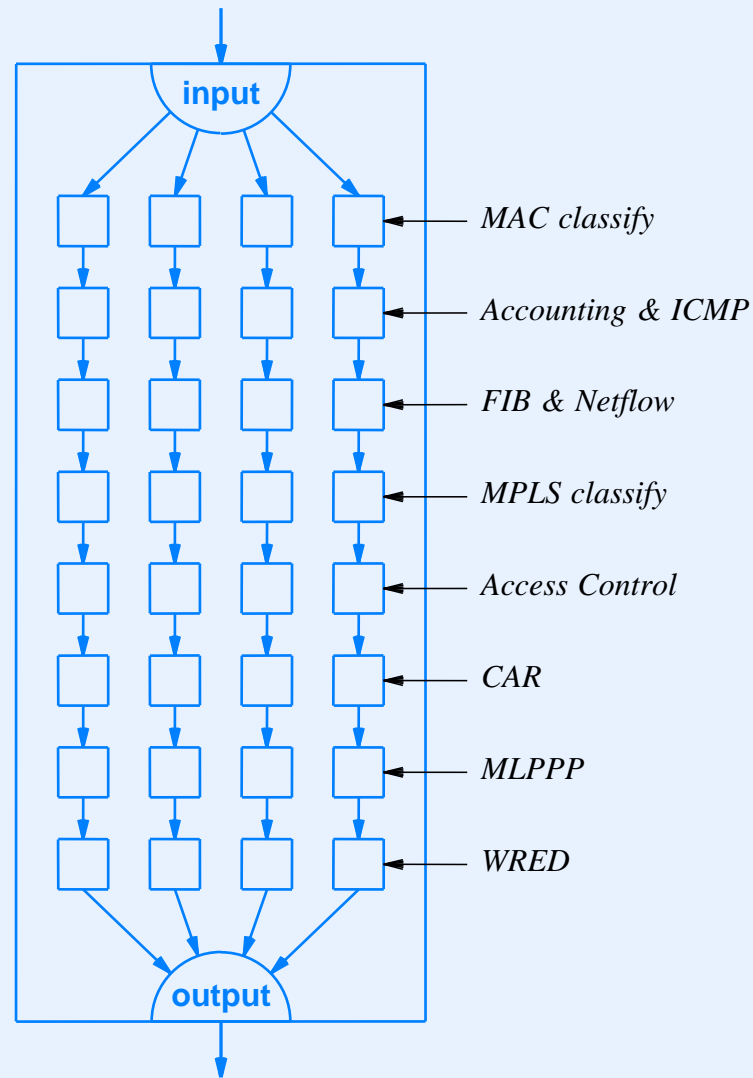 input
MAC classify
Accounting & ICMP
FIB & Netflow
MPLS classify
Access Control
CAR
MLPPP
WRED
output